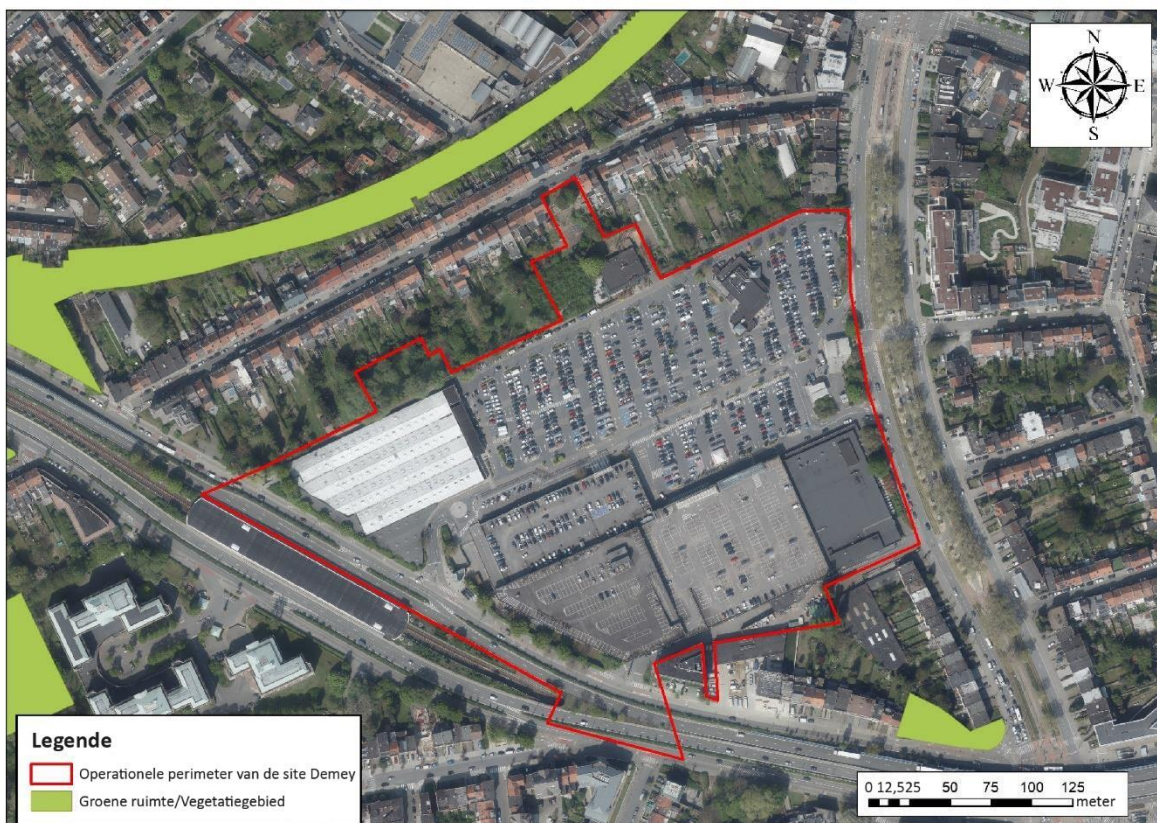 N
W E
S
Legende
Operationele perimeter van de site Demey
Groene ruimte/Vegetatiegebied
0 12,525 50 75 100 125
meter